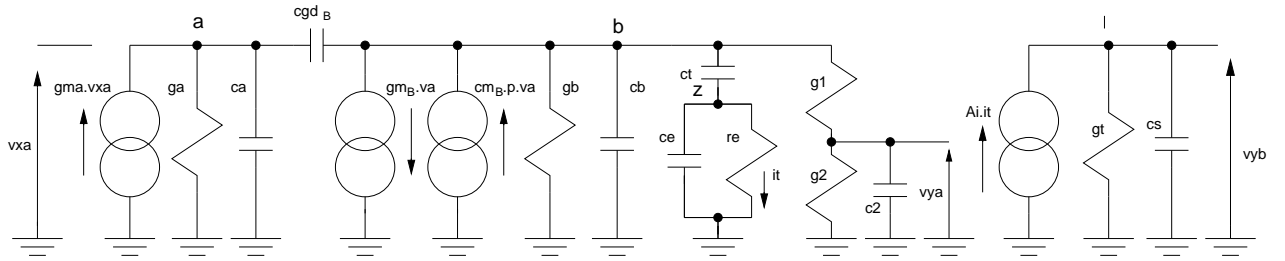 cgd B
a
b
l
gma.vxa
ga
ca
gmB.va
cmB.p.va
gb
cb
ct
z
g1
vxa
ce
re
it
g2
c2
vya
Ai.it
gt
cs
vyb